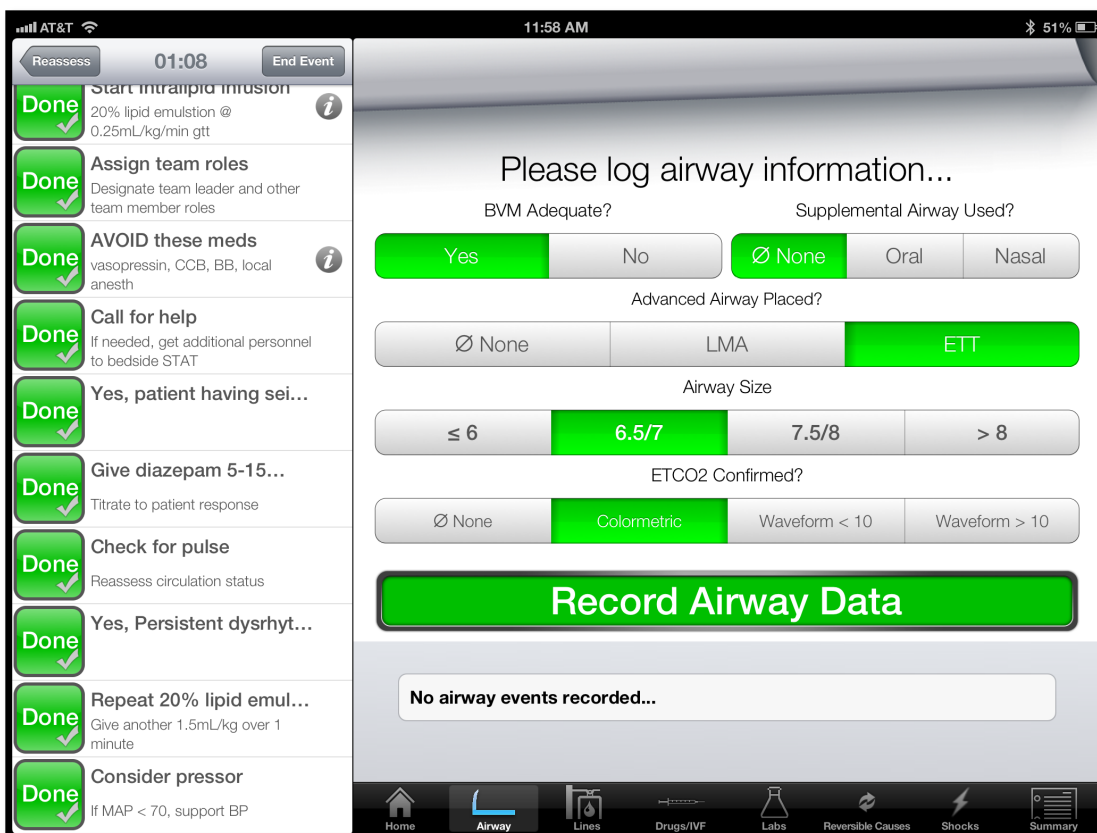 AT&T
11:58 AM
51%
Reassess
01:08
End Event
Done
Start Intralipid Infusion
20% lipid emulstion @
0.25mL/kg/min gtt
Done
Assign team roles
Designate team leader and other
team member roles
Done
AVOID these meds
vasopressin, CCB, BB, local
anesth
Done
Call for help
If needed, get additional personnel
to bedside STAT
Done
Yes, patient having sei...
Done
Give diazepam 5-15...
Titrate to patient response
Done
Check for pulse
Reassess circulation status
Done
Yes, Persistent dysrhyt...
Done
Repeat 20% lipid emul...
Give another 1.5mL/kg over 1
minute
Done
Consider pressor
If MAP < 70, support BP
Please log airway information...
BVM Adequate?
Yes
No
Supplemental Airway Used?
Ø None
Oral
Nasal
Advanced Airway Placed?
Ø None
LMA
ETT
Airway Size
≤ 6
6.5/7
7.5/8
> 8
ETCO2 Confirmed?
Ø None
Colormetric
Waveform < 10
Waveform > 10
Record Airway Data
No airway events recorded...
Home
Airway
Lines
Drugs/IVF
Labs
Reversible Causes
Shocks
Summary